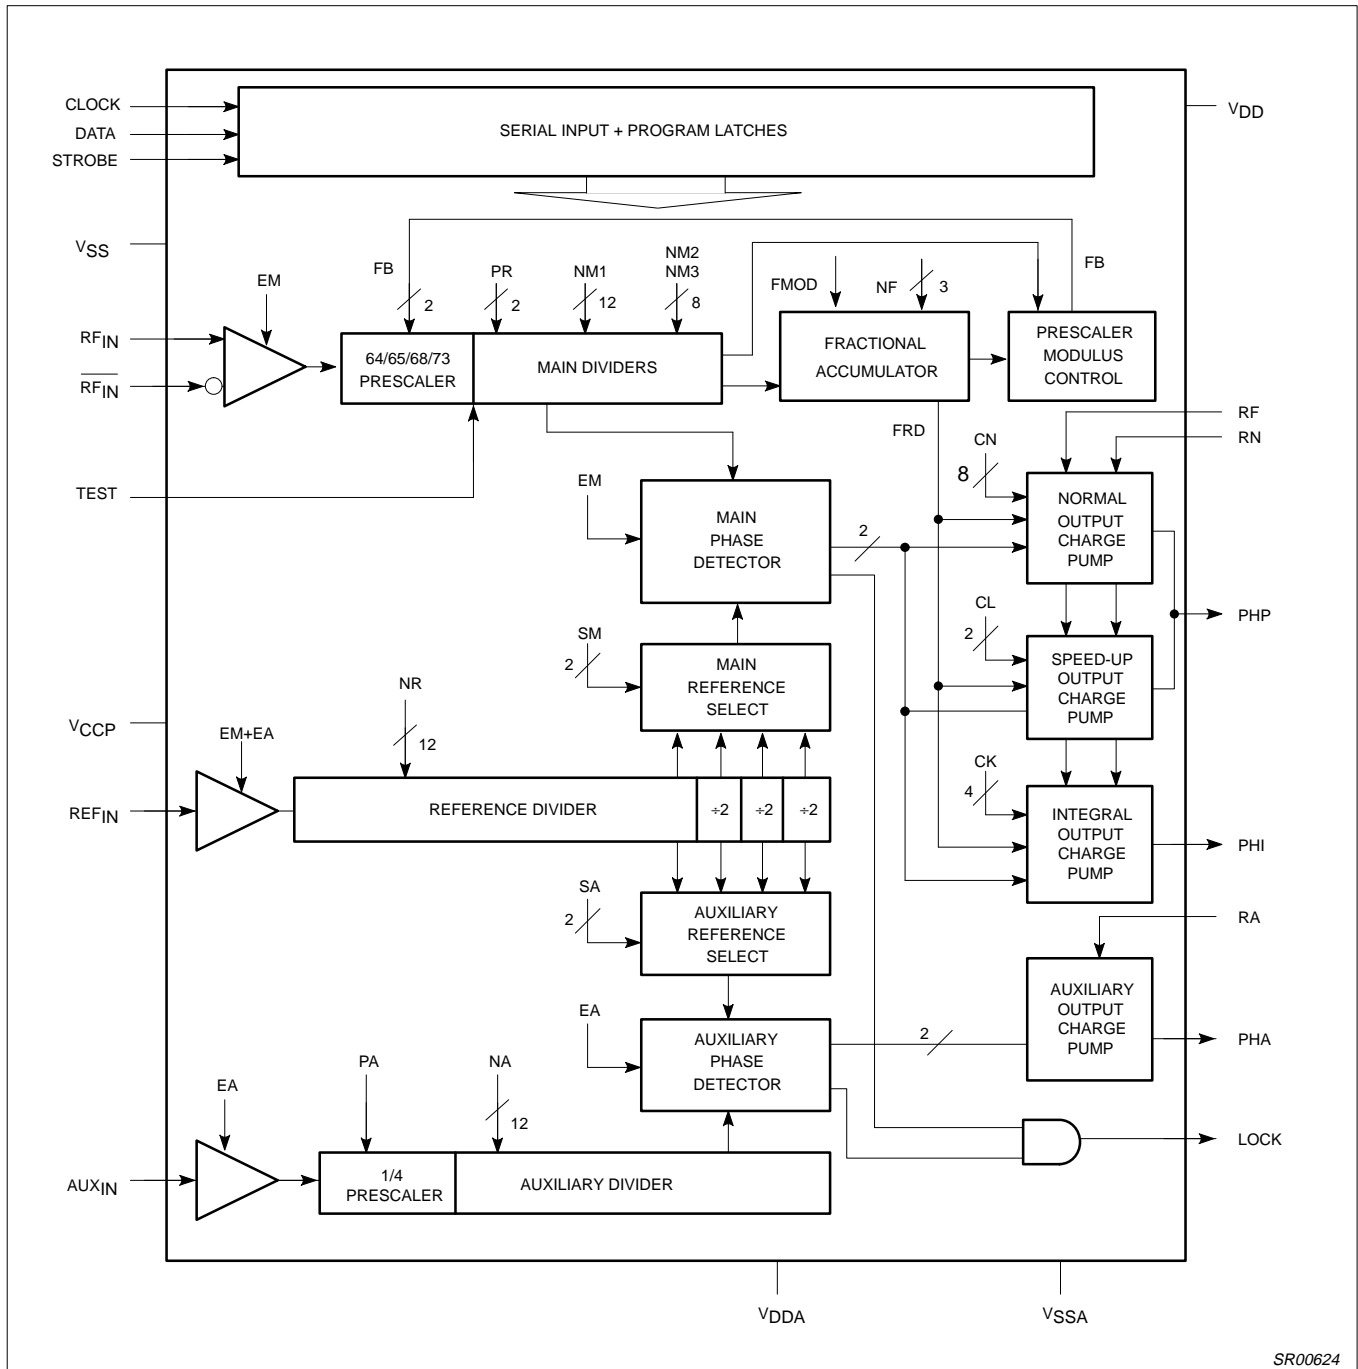 CLOCK
DATA
STROBE
SERIAL INPUT + PROGRAM LATCHES
VDD
VSS
EM
FB
2
PR
2
NM1
12
NM2
NM3
8
FMOD
NF
3
FB
RFIN
RFIN
64/65/68/73
PRESCALER
MAIN DIVIDERS
FRACTIONAL
ACCUMULATOR
PRESCALER
MODULUS
CONTROL
RF
RN
FRD
CN
8
TEST
EM
MAIN
PHASE
DETECTOR
2
NORMAL
OUTPUT
CHARGE
PUMP
PHP
CL
2
SPEED-UP
OUTPUT
CHARGE
PUMP
SM
2
MAIN
REFERENCE
SELECT
VCCP
EM+EA
NR
12
REFIN
REFERENCE DIVIDER
÷2
÷2
÷2
CK
4
INTEGRAL
OUTPUT
CHARGE
PUMP
PHI
SA
2
AUXILIARY
REFERENCE
SELECT
RA
EA
AUXILIARY
PHASE
DETECTOR
2
AUXILIARY
OUTPUT
CHARGE
PUMP
PHA
EA
PA
NA
12
AUXIN
1/4
PRESCALER
AUXILIARY DIVIDER
LOCK
VDDA
VSSA
SR00624